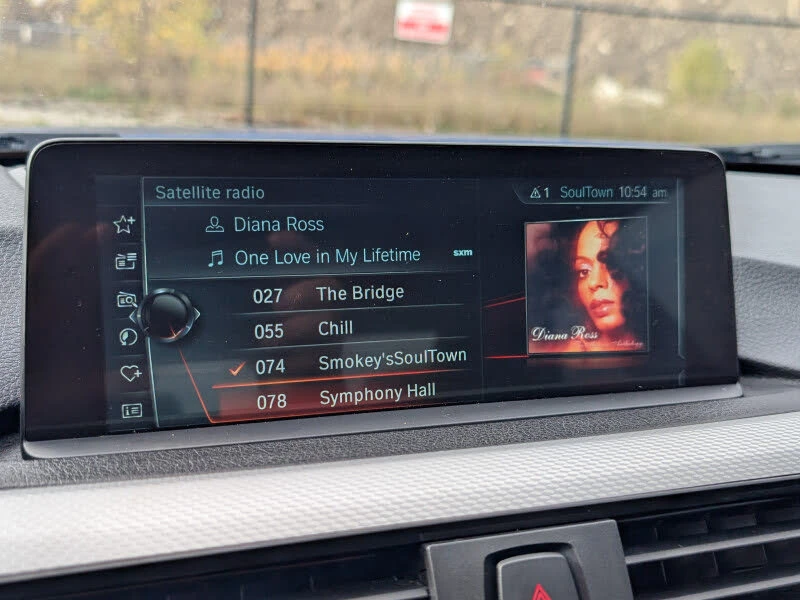 Satellite radio
1 SoulTown 10:54 am
Diana Ross
One Love in My Lifetime
sxm
027 The Bridge
055 Chill
074 Smokey'sSoulTown
078 Symphony Hall
Diana Ross
Anthology